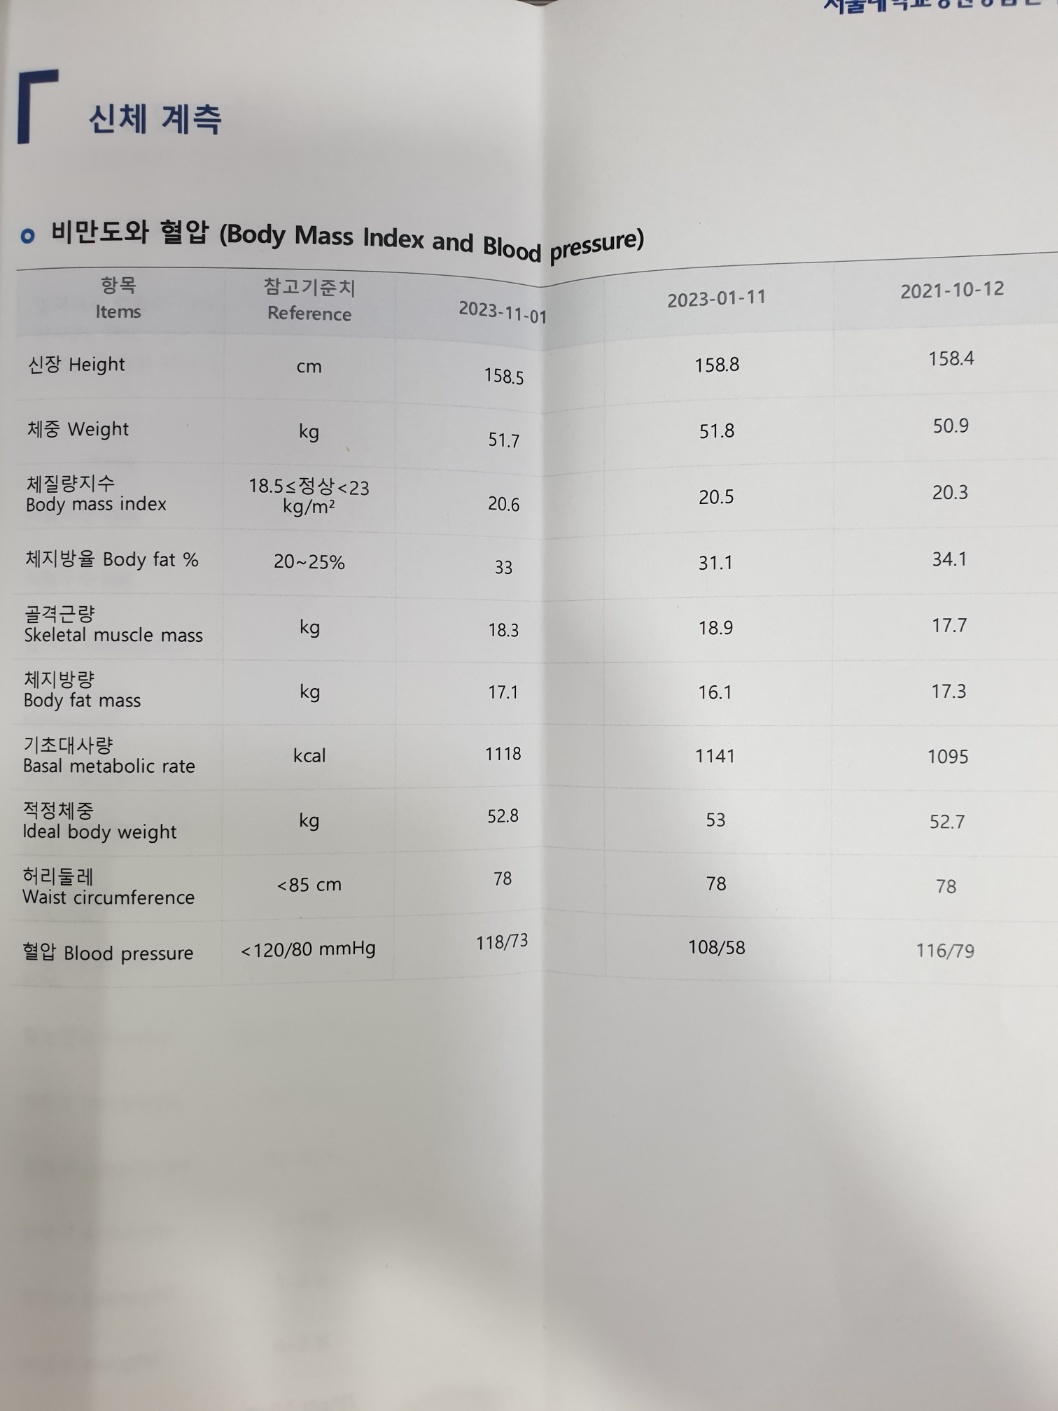 신체 계측
비만도와 혈압 (Body Mass Index and Blood pressure)
항목 Items 참고기준치 Reference 2023-11-01 2023-01-11 2021-10-12
신장 Height cm 158.5 158.8 158.4
체중 Weight kg 51.7 51.8 50.9
체질량지수 Body mass index 18.5≤정상<23 kg/m² 20.6 20.5 20.3
체지방율 Body fat % 20~25% 33 31.1 34.1
골격근량 Skeletal muscle mass kg 18.3 18.9 17.7
체지방량 Body fat mass kg 17.1 16.1 17.3
기초대사량 Basal metabolic rate kcal 1118 1141 1095
적정체중 Ideal body weight kg 52.8 53 52.7
허리둘레 Waist circumference <85 cm 78 78 78
혈압 Blood pressure <120/80 mmHg 118/73 108/58 116/79